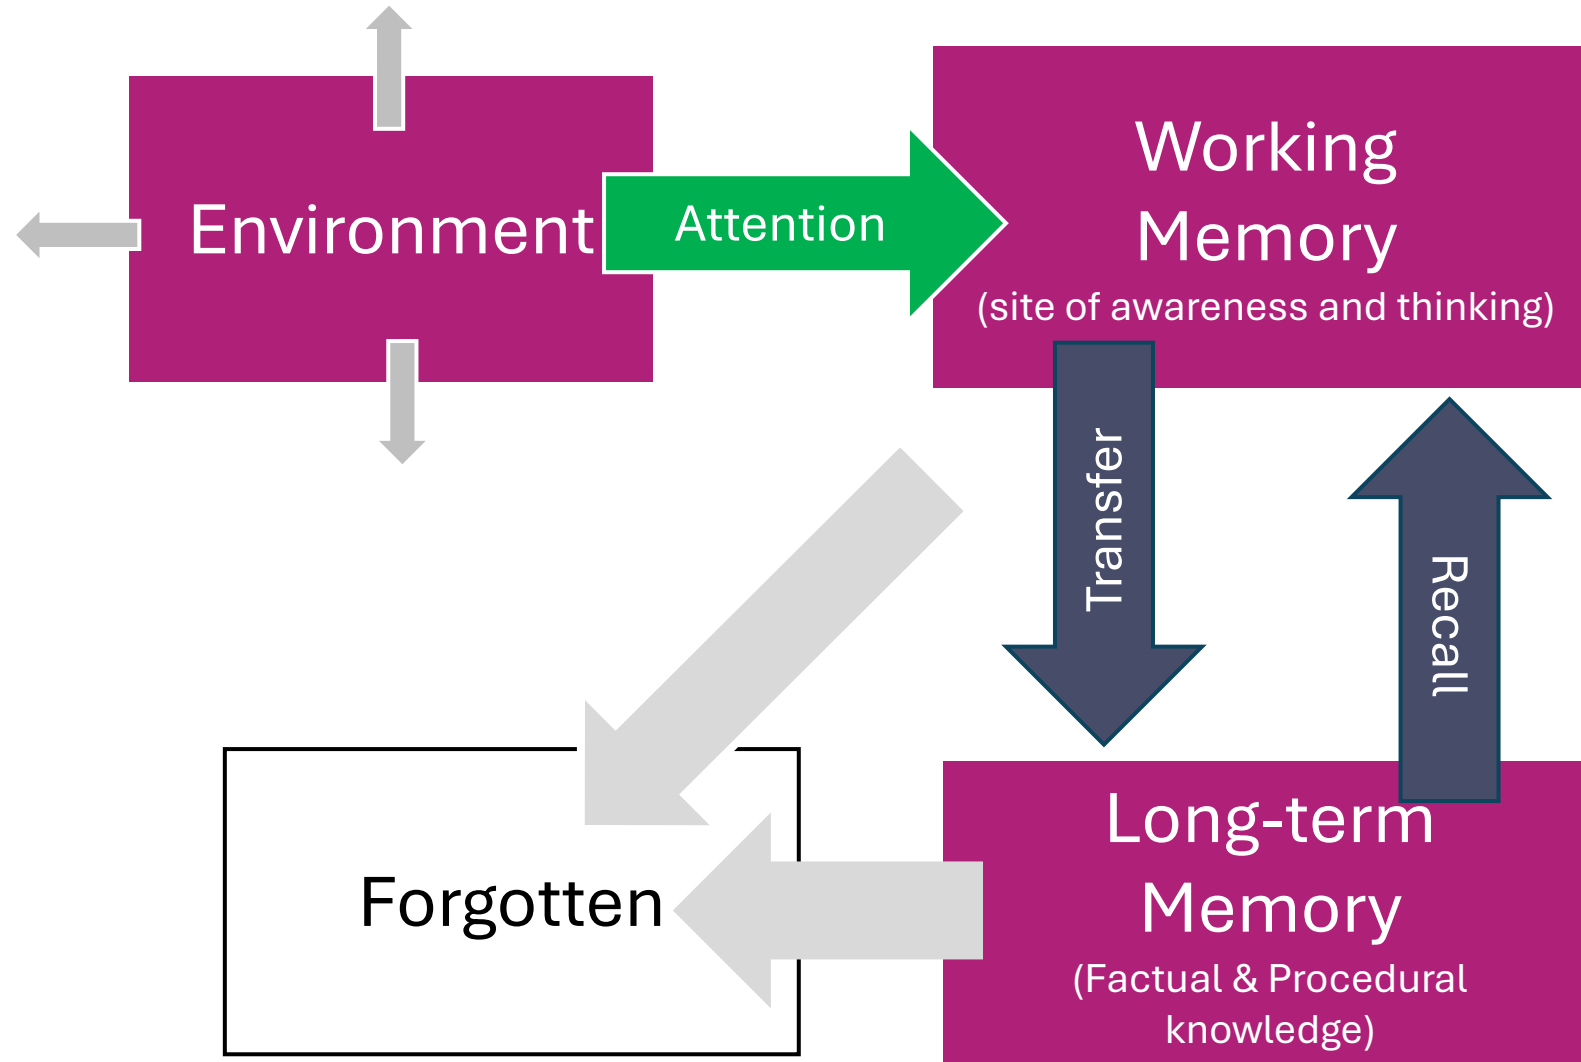 Environment
Attention
Working
Memory
(site of awareness and thinking)
Transfer
Recall
Forgotten
Long-term
Memory
(Factual & Procedural
knowledge)